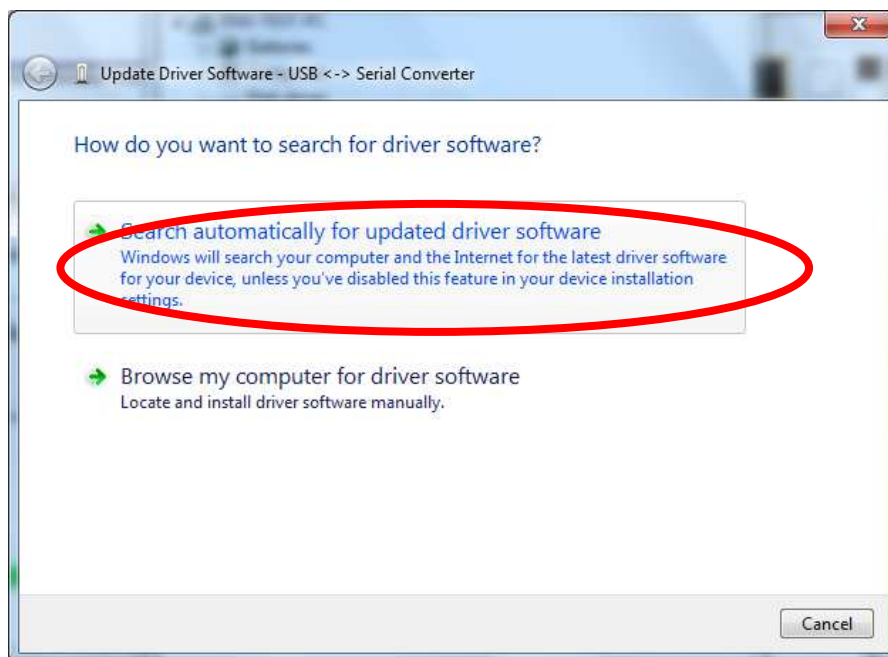 Update Driver Software - USB <-> Serial Converter
How do you want to search for driver software?
Search automatically for updated driver software
Windows will search your computer and the Internet for the latest driver software
for your device, unless you've disabled this feature in your device installation
settings.
Browse my computer for driver software
Locate and install driver software manually.
Cancel